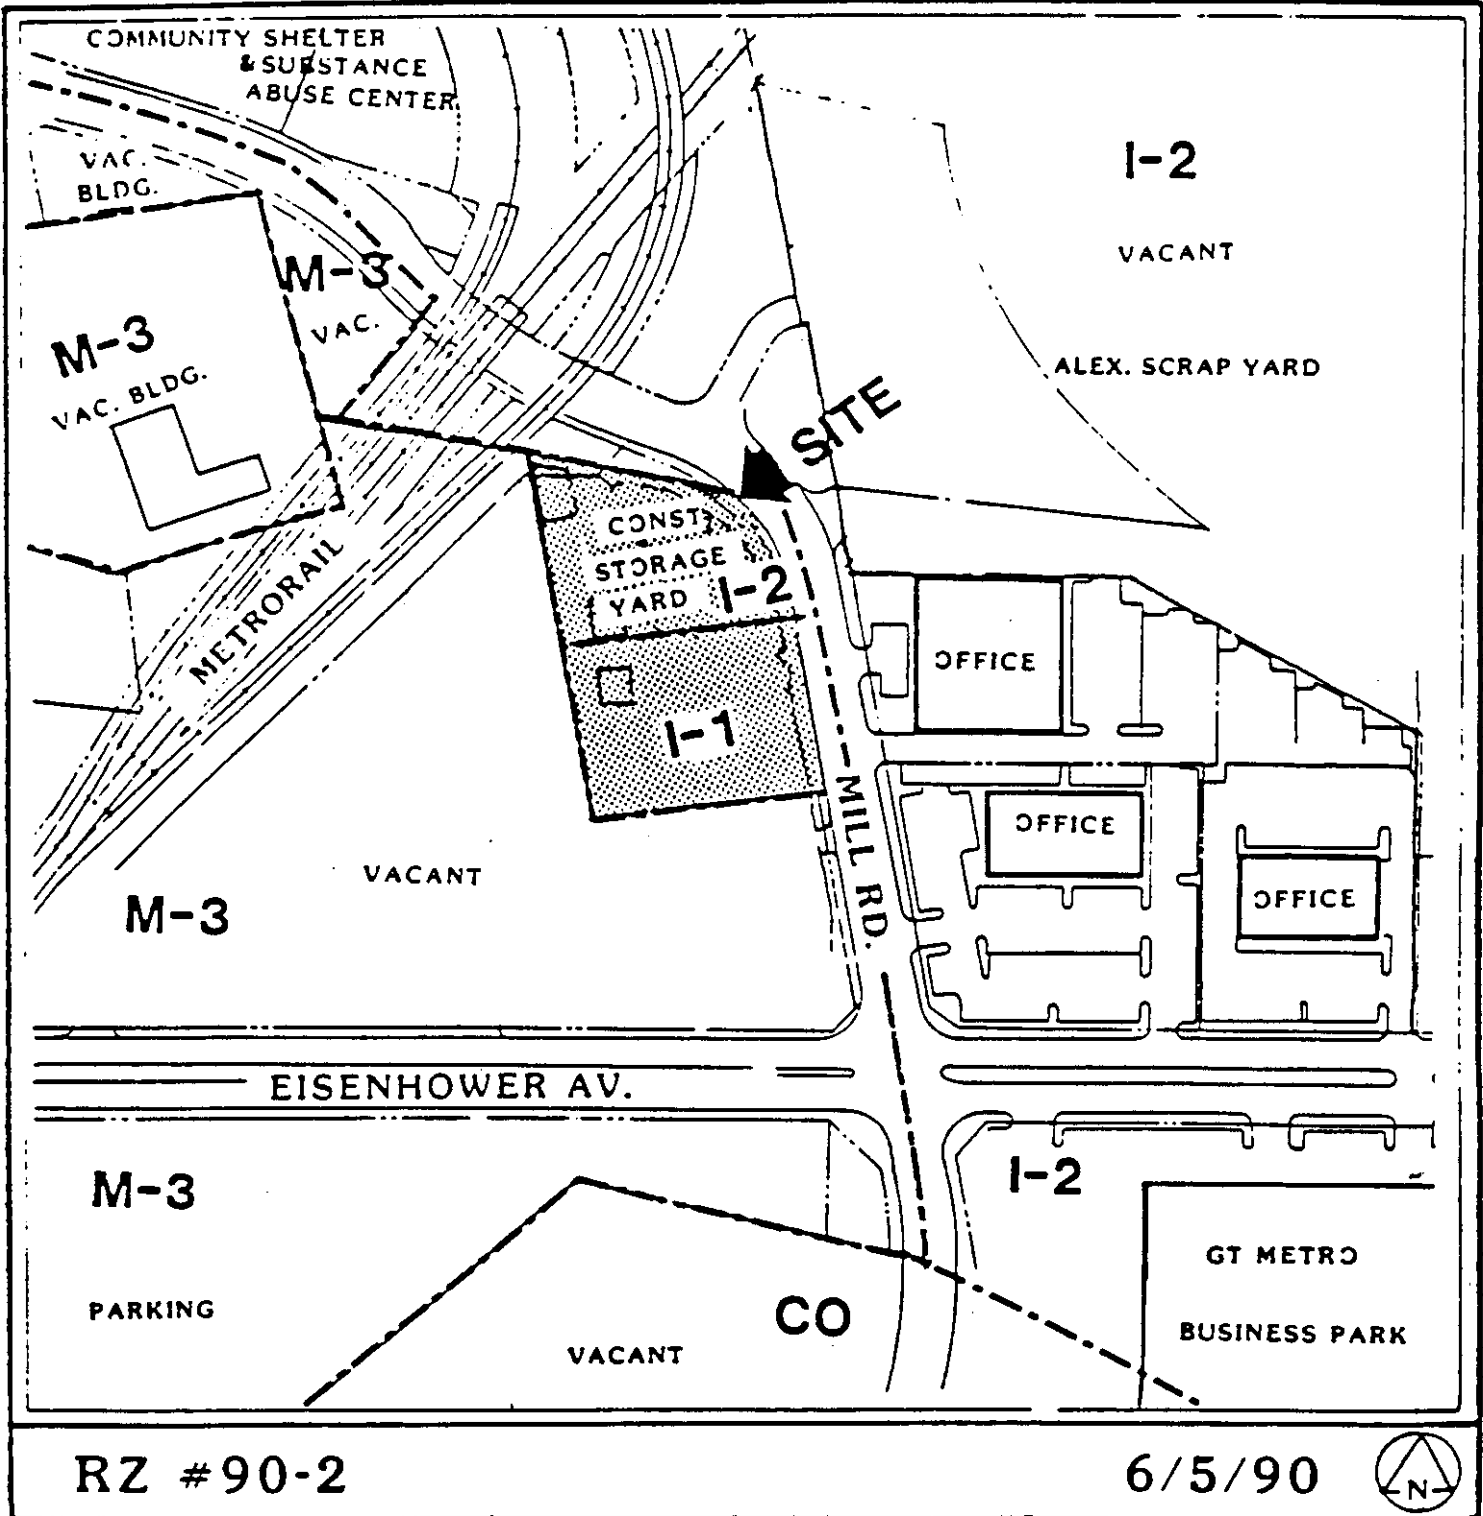 COMMUNITY SHELTER
& SUBSTANCE
ABUSE CENTER
VAC.
BLDG.
I-2
VACANT
M-3
VAC.
M-3
VAC. BLDG.
ALEX. SCRAP YARD
SITE
CONST.
STORAGE
YARD
I-2
METRORAIL
OFFICE
I-1
MILL RD.
OFFICE
VACANT
OFFICE
M-3
EISENHOWER AV.
M-3
I-2
GT METRO
BUSINESS PARK
PARKING
CO
VACANT
RZ #90-2
6/5/90
N